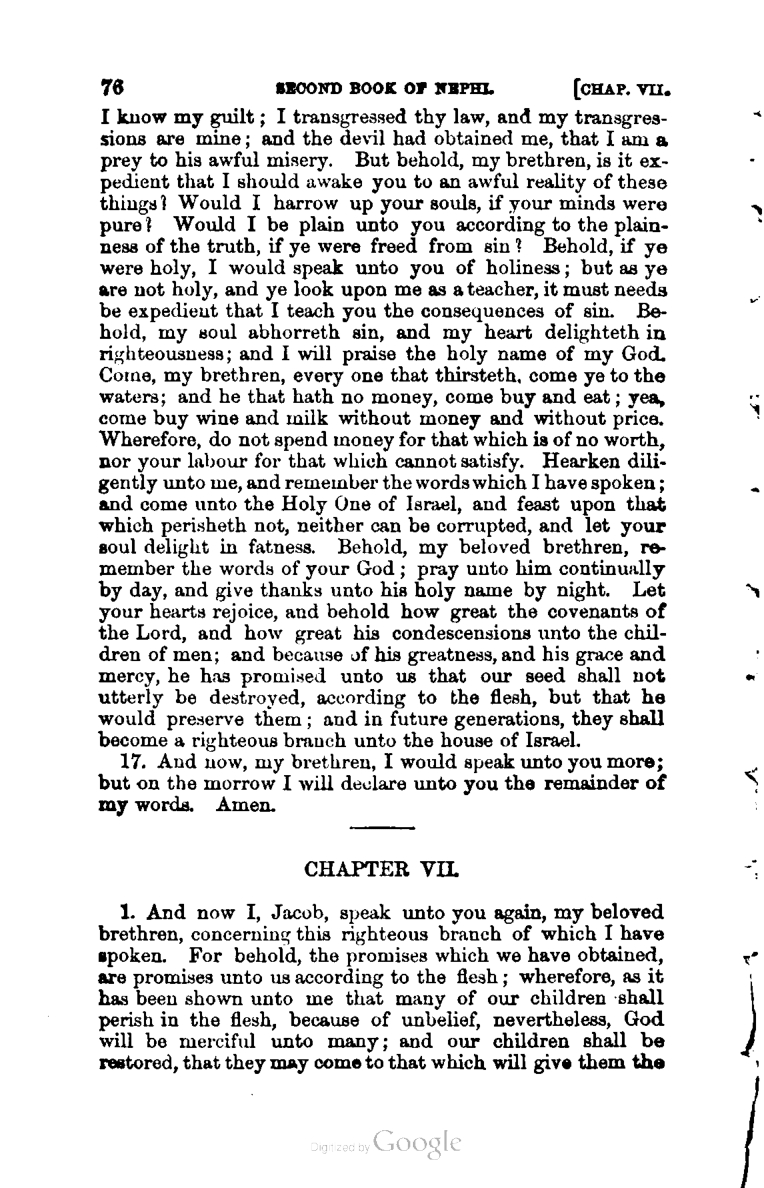 76 SECOND BOOK OF NEPHI. [CHAP. VII.
I know my guilt; I transgressed thy law, and my transgres-
sions are mine; and the devil had obtained me, that I am a
prey to his awful misery. But behold, my brethren, is it ex-
pedient that I should awake you to an awful reality of these
things? Would I harrow up your souls, if your minds were
pure? Would I be plain unto you according to the plain-
ness of the truth, if ye were freed from sin? Behold, if ye
were holy, I would speak unto you of holiness; but as ye
are not holy, and ye look upon me as a teacher, it must needs
be expedient that I teach you the consequences of sin. Be-
hold, my soul abhorreth sin, and my heart delighteth in
righteousness; and I will praise the holy name of my God.
Come, my brethren, every one that thirsteth, come ye to the
waters; and he that hath no money, come buy and eat; yea,
come buy wine and milk without money and without price.
Wherefore, do not spend money for that which is of no worth,
nor your labour for that which cannot satisfy. Hearken dili-
gently unto me, and remember the words which I have spoken;
and come unto the Holy One of Israel, and feast upon that
which perisheth not, neither can be corrupted, and let your
soul delight in fatness. Behold, my beloved brethren, re-
member the words of your God; pray unto him continually
by day, and give thanks unto his holy name by night. Let
your hearts rejoice, and behold how great the covenants of
the Lord, and how great his condescensions unto the chil-
dren of men; and because of his greatness, and his grace and
mercy, he has promised unto us that our seed shall not
utterly be destroyed, according to the flesh, but that he
would preserve them; and in future generations, they shall
become a righteous branch unto the house of Israel.
17. And now, my brethren, I would speak unto you more;
but on the morrow I will declare unto you the remainder of
my words. Amen.
CHAPTER VII.
1. And now I, Jacob, speak unto you again, my beloved
brethren, concerning this righteous branch of which I have
spoken. For behold, the promises which we have obtained,
are promises unto us according to the flesh; wherefore, as it
has been shown unto me that many of our children shall
perish in the flesh, because of unbelief, nevertheless, God
will be merciful unto many; and our children shall be
restored, that they may come to that which will give them the
Digitized by Google